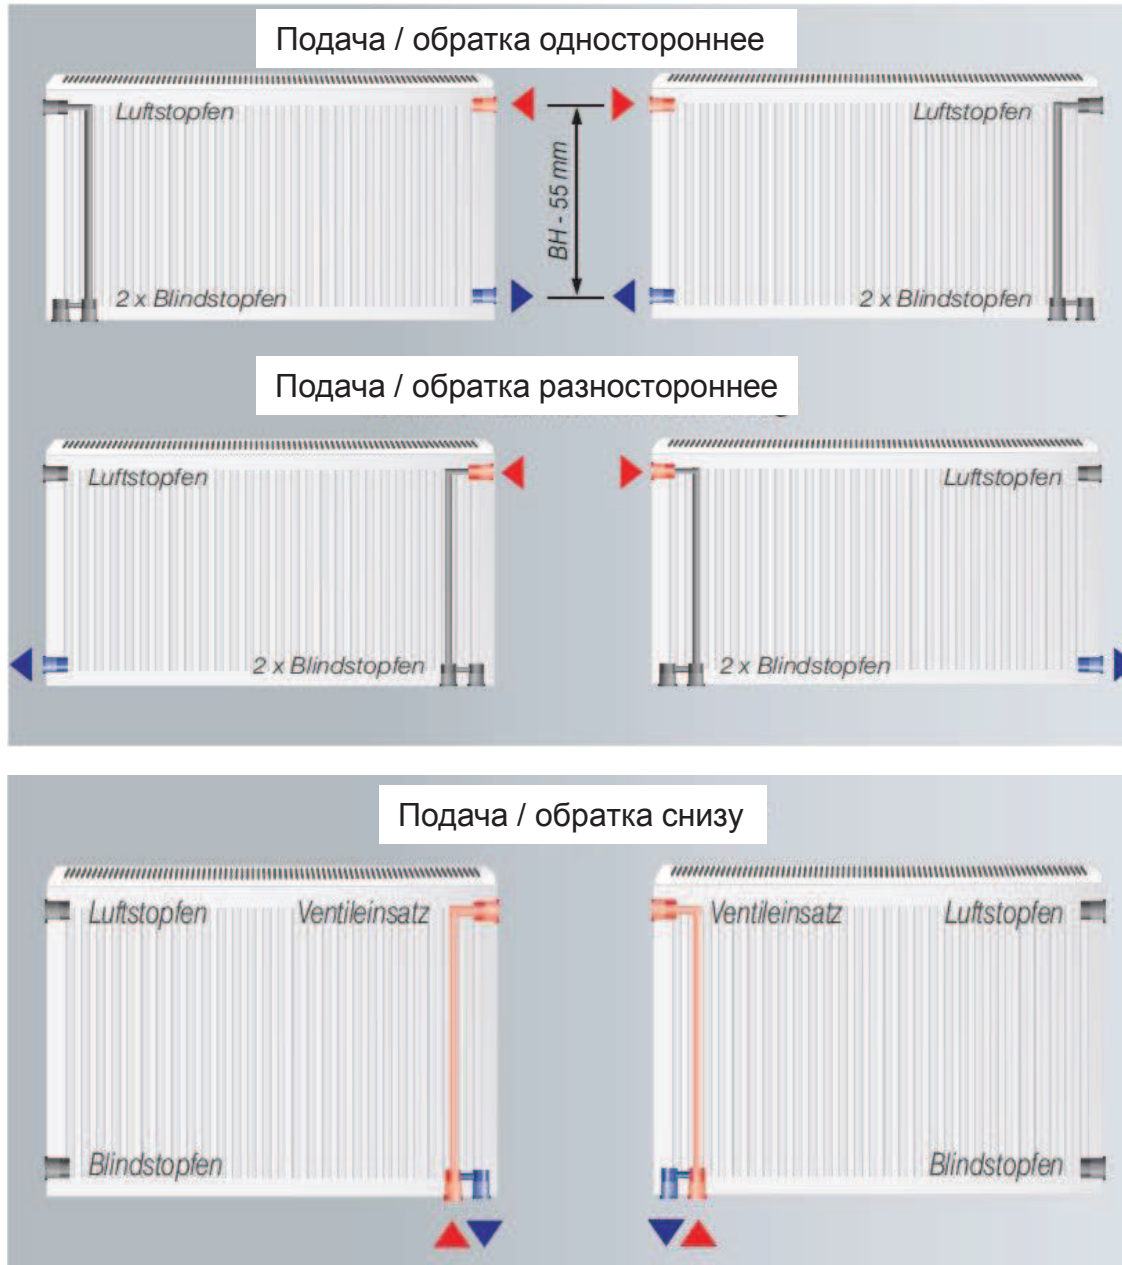 Подача / обратка одностороннее
Luftstopfen
Luftstopfen
BH - 55 mm
2 x Blindstopfen
2 x Blindstopfen
Подача / обратка разностороннее
Luftstopfen
Luftstopfen
2 x Blindstopfen
2 x Blindstopfen
Подача / обратка снизу
Luftstopfen
Ventileinsatz
Ventileinsatz
Luftstopfen
Blindstopfen
Blindstopfen